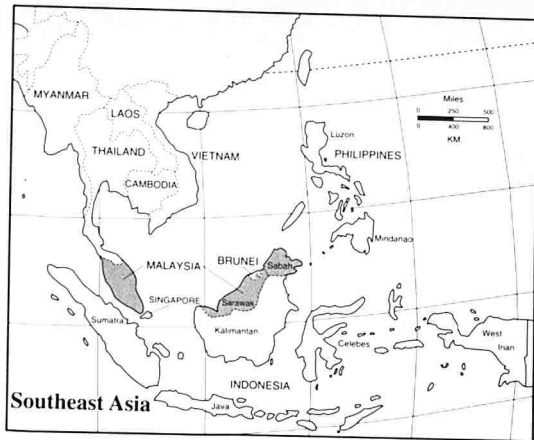 MYANMAR
LAOS
THAILAND
VIETNAM
CAMBODIA
Miles
0 250 500
0 400 800
KM
Luzon
PHILIPPINES
Mindanao
BRUNEI
MALAYSIA
Sabah
SINGAPORE
Sarawak
Sumatra
Kalimantan
Celebes
West
Irian
INDONESIA
Java
Southeast Asia